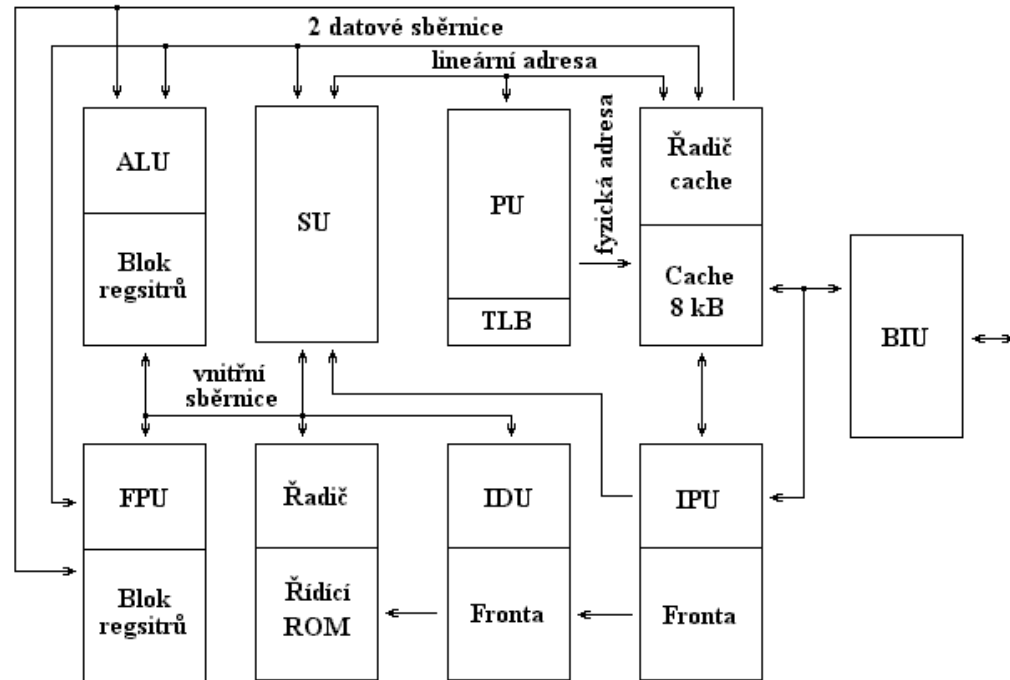 2 datové sběrnice
lineární adresa
ALU
Blok
regsitrů
SU
PU
TLB
fyzická adresa
Řadič
cache
Cache
8 kB
BIU
vnitřní
sběrnice
FPU
Blok
regsitrů
Řadič
Řídící
ROM
IDU
Fronta
IPU
Fronta